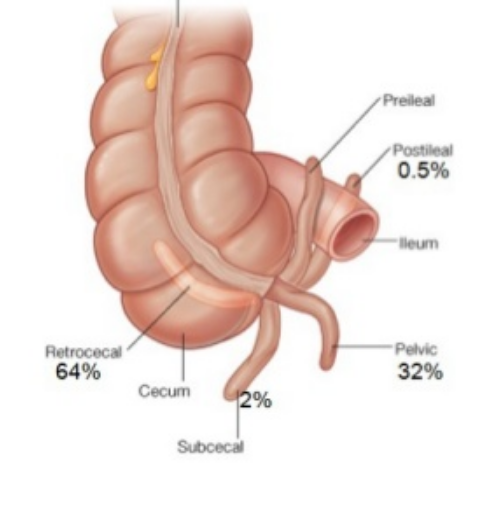 Preileal
Postileal
0.5%
Ileum
Retrocecal
64%
Pelvic
32%
Cecum
2%
Subcecal